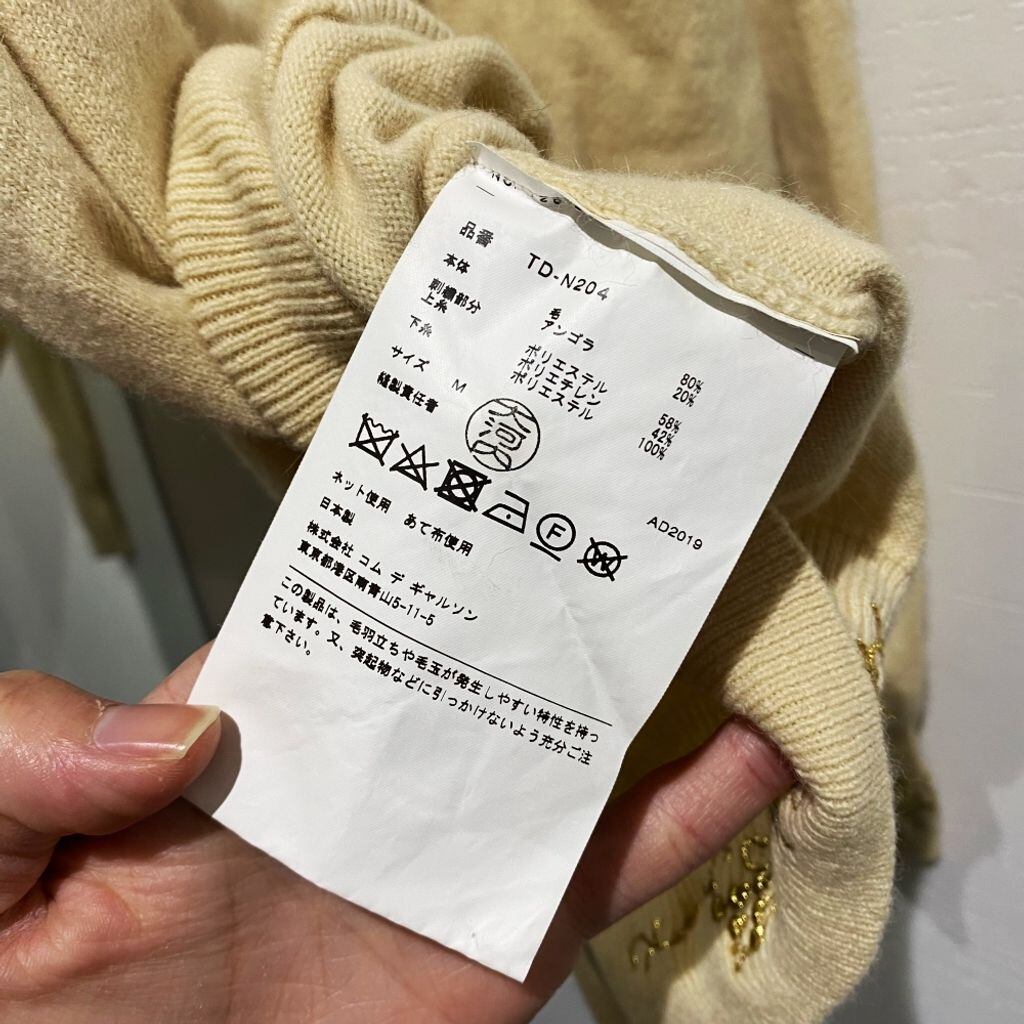 品番 TD-N204
本体 毛 80%
アンゴラ 20%
刺繍部分
上糸 ポリエステル 58%
ポリエチレン 42%
下糸 ポリエステル 100%
サイズ M
縫製責任者 大河内
F
W
AD2019
ネット使用 あて布使用
日本製
株式会社 コム デ ギャルソン
東京都港区南青山5-11-5
この製品は、毛羽立ちや毛玉が発生しやすい特性を持っ
ています。又、突起物などに引っかけないよう充分ご注
意下さい。